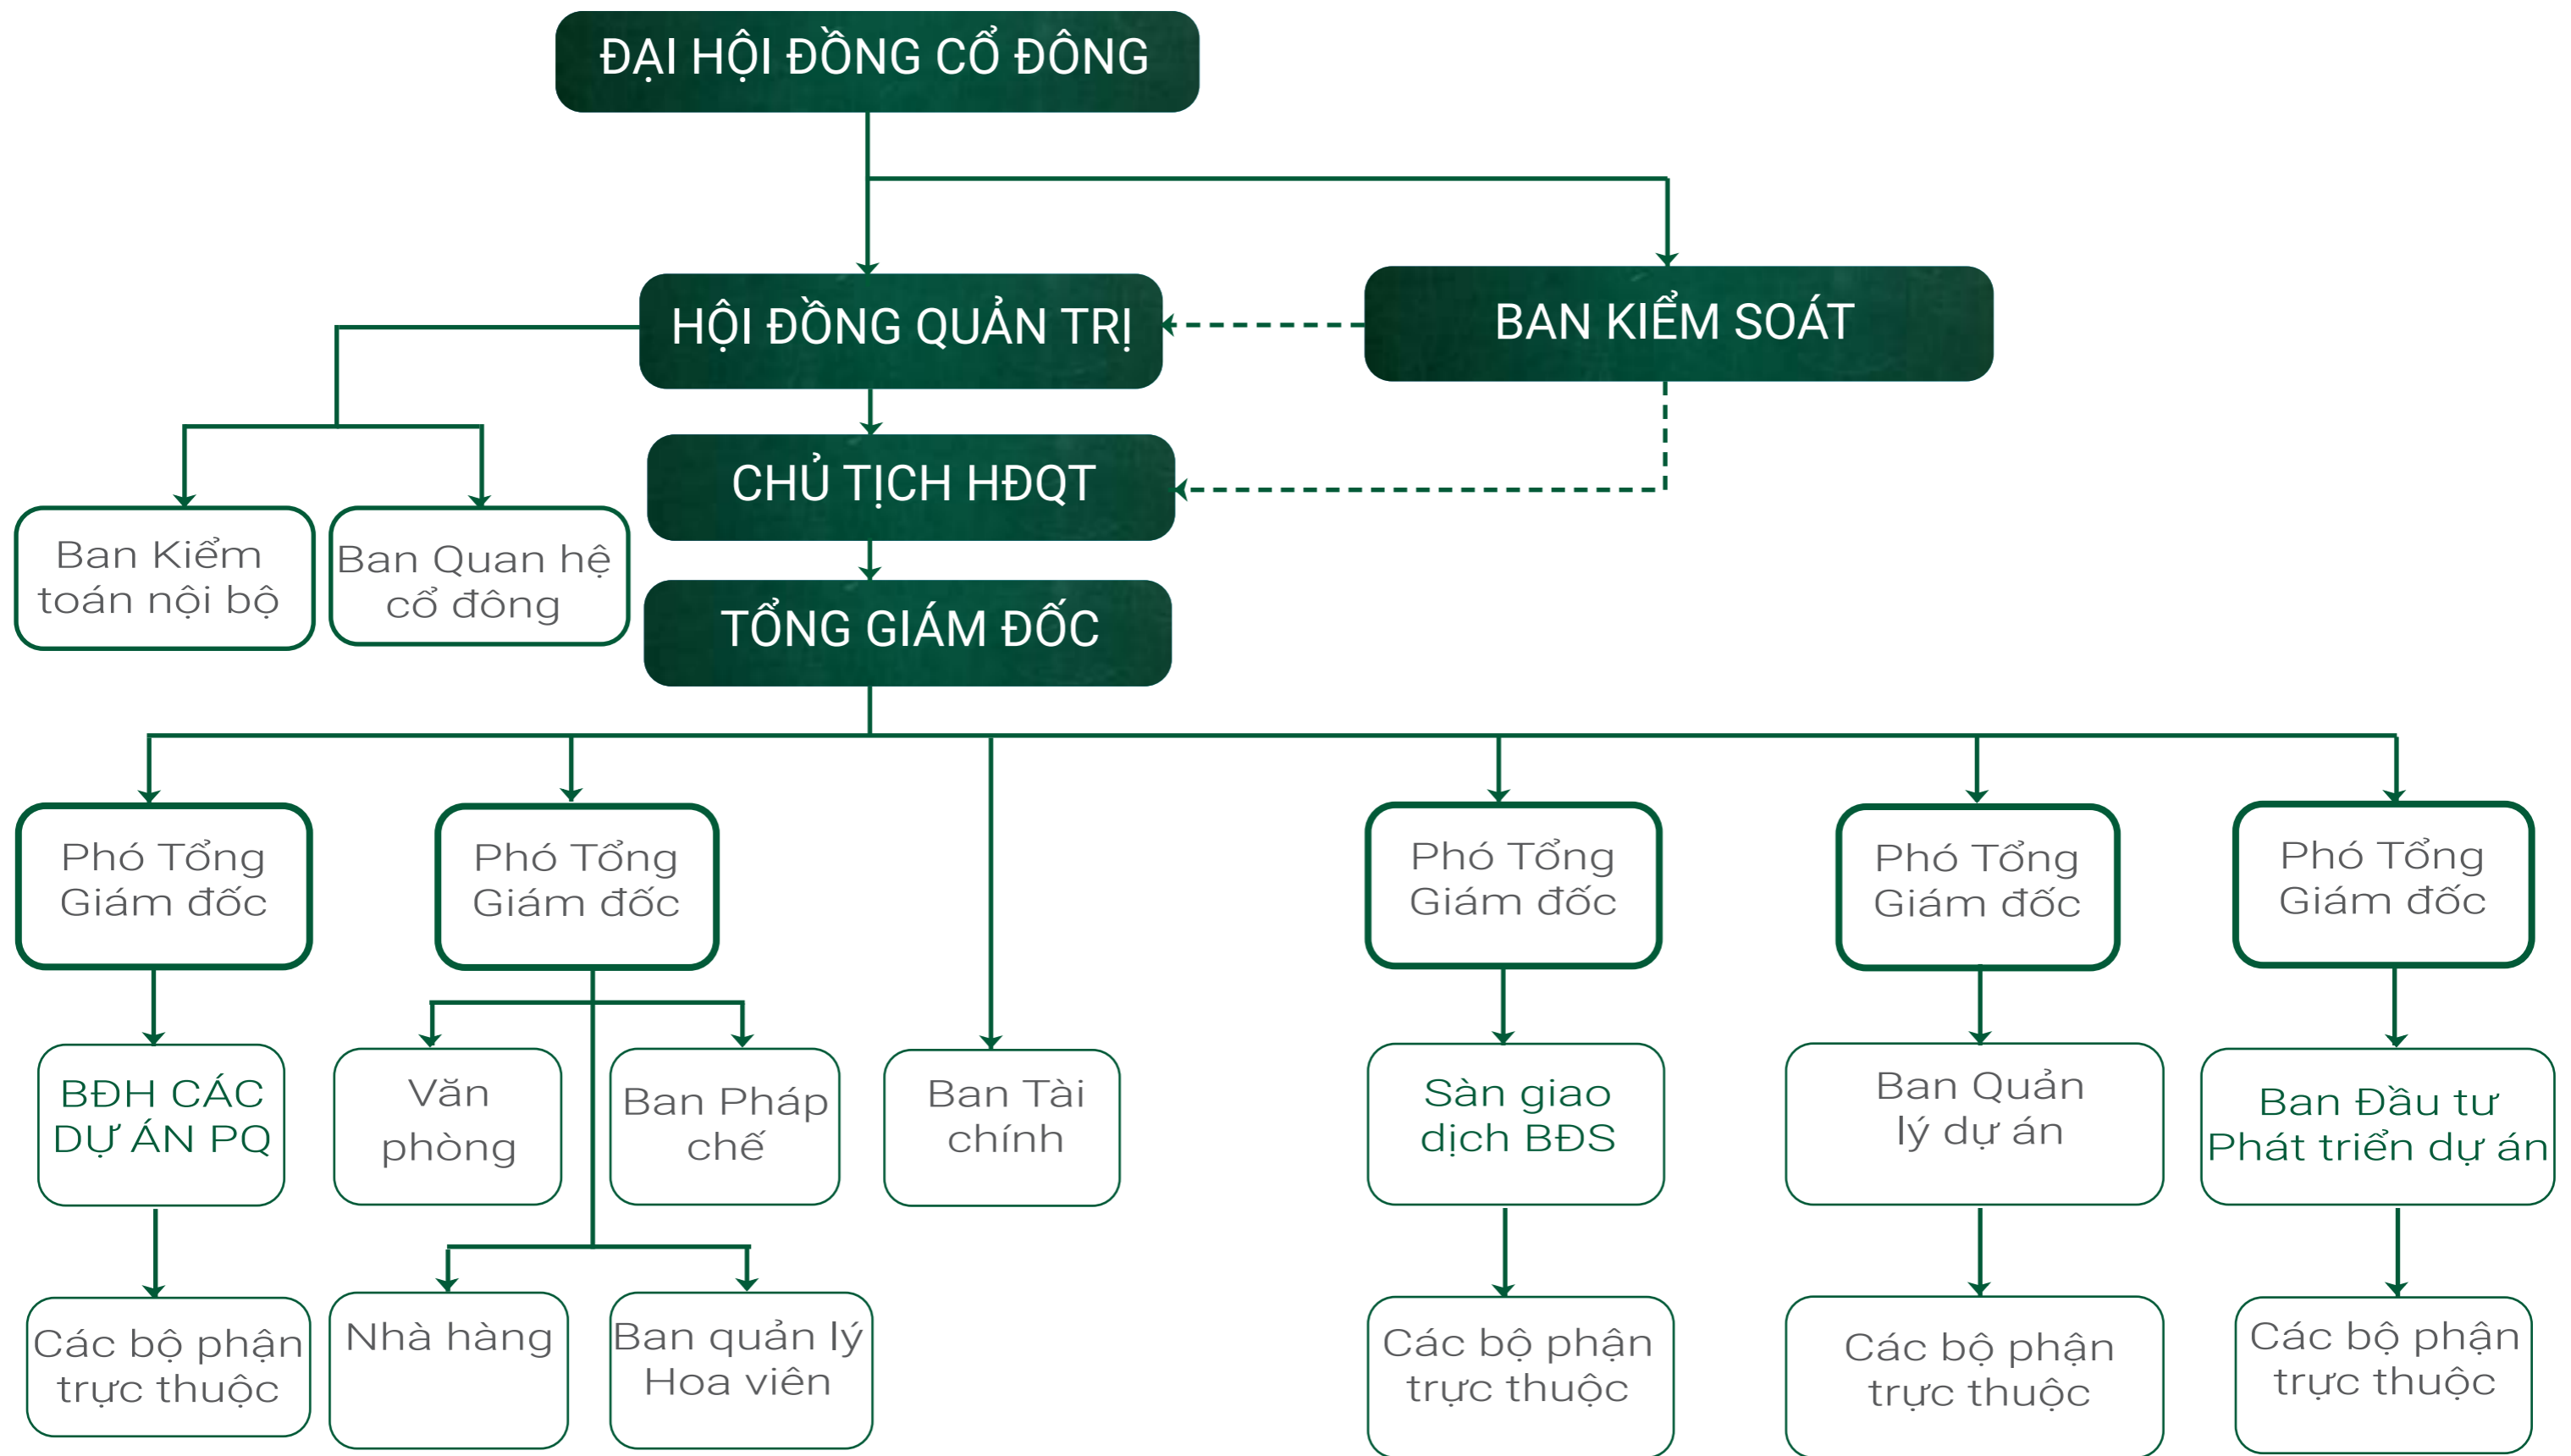 ĐẠI HỘI ĐỒNG CỔ ĐÔNG
HỘI ĐỒNG QUẢN TRỊ
BAN KIỂM SOÁT
CHỦ TỊCH HĐQT
Ban Kiểm
toán nội bộ
Ban Quan hệ
cổ đông
TỔNG GIÁM ĐỐC
Phó Tổng
Giám đốc
Phó Tổng
Giám đốc
Phó Tổng
Giám đốc
Phó Tổng
Giám đốc
Phó Tổng
Giám đốc
BĐH CÁC
DỰ ÁN PQ
Văn
phòng
Ban Pháp
chế
Ban Tài
chính
Sàn giao
dịch BĐS
Ban Quản
lý dự án
Ban Đầu tư
Phát triển dự án
Các bộ phận
trực thuộc
Nhà hàng
Ban quản lý
Hoa viên
Các bộ phận
trực thuộc
Các bộ phận
trực thuộc
Các bộ phận
trực thuộc